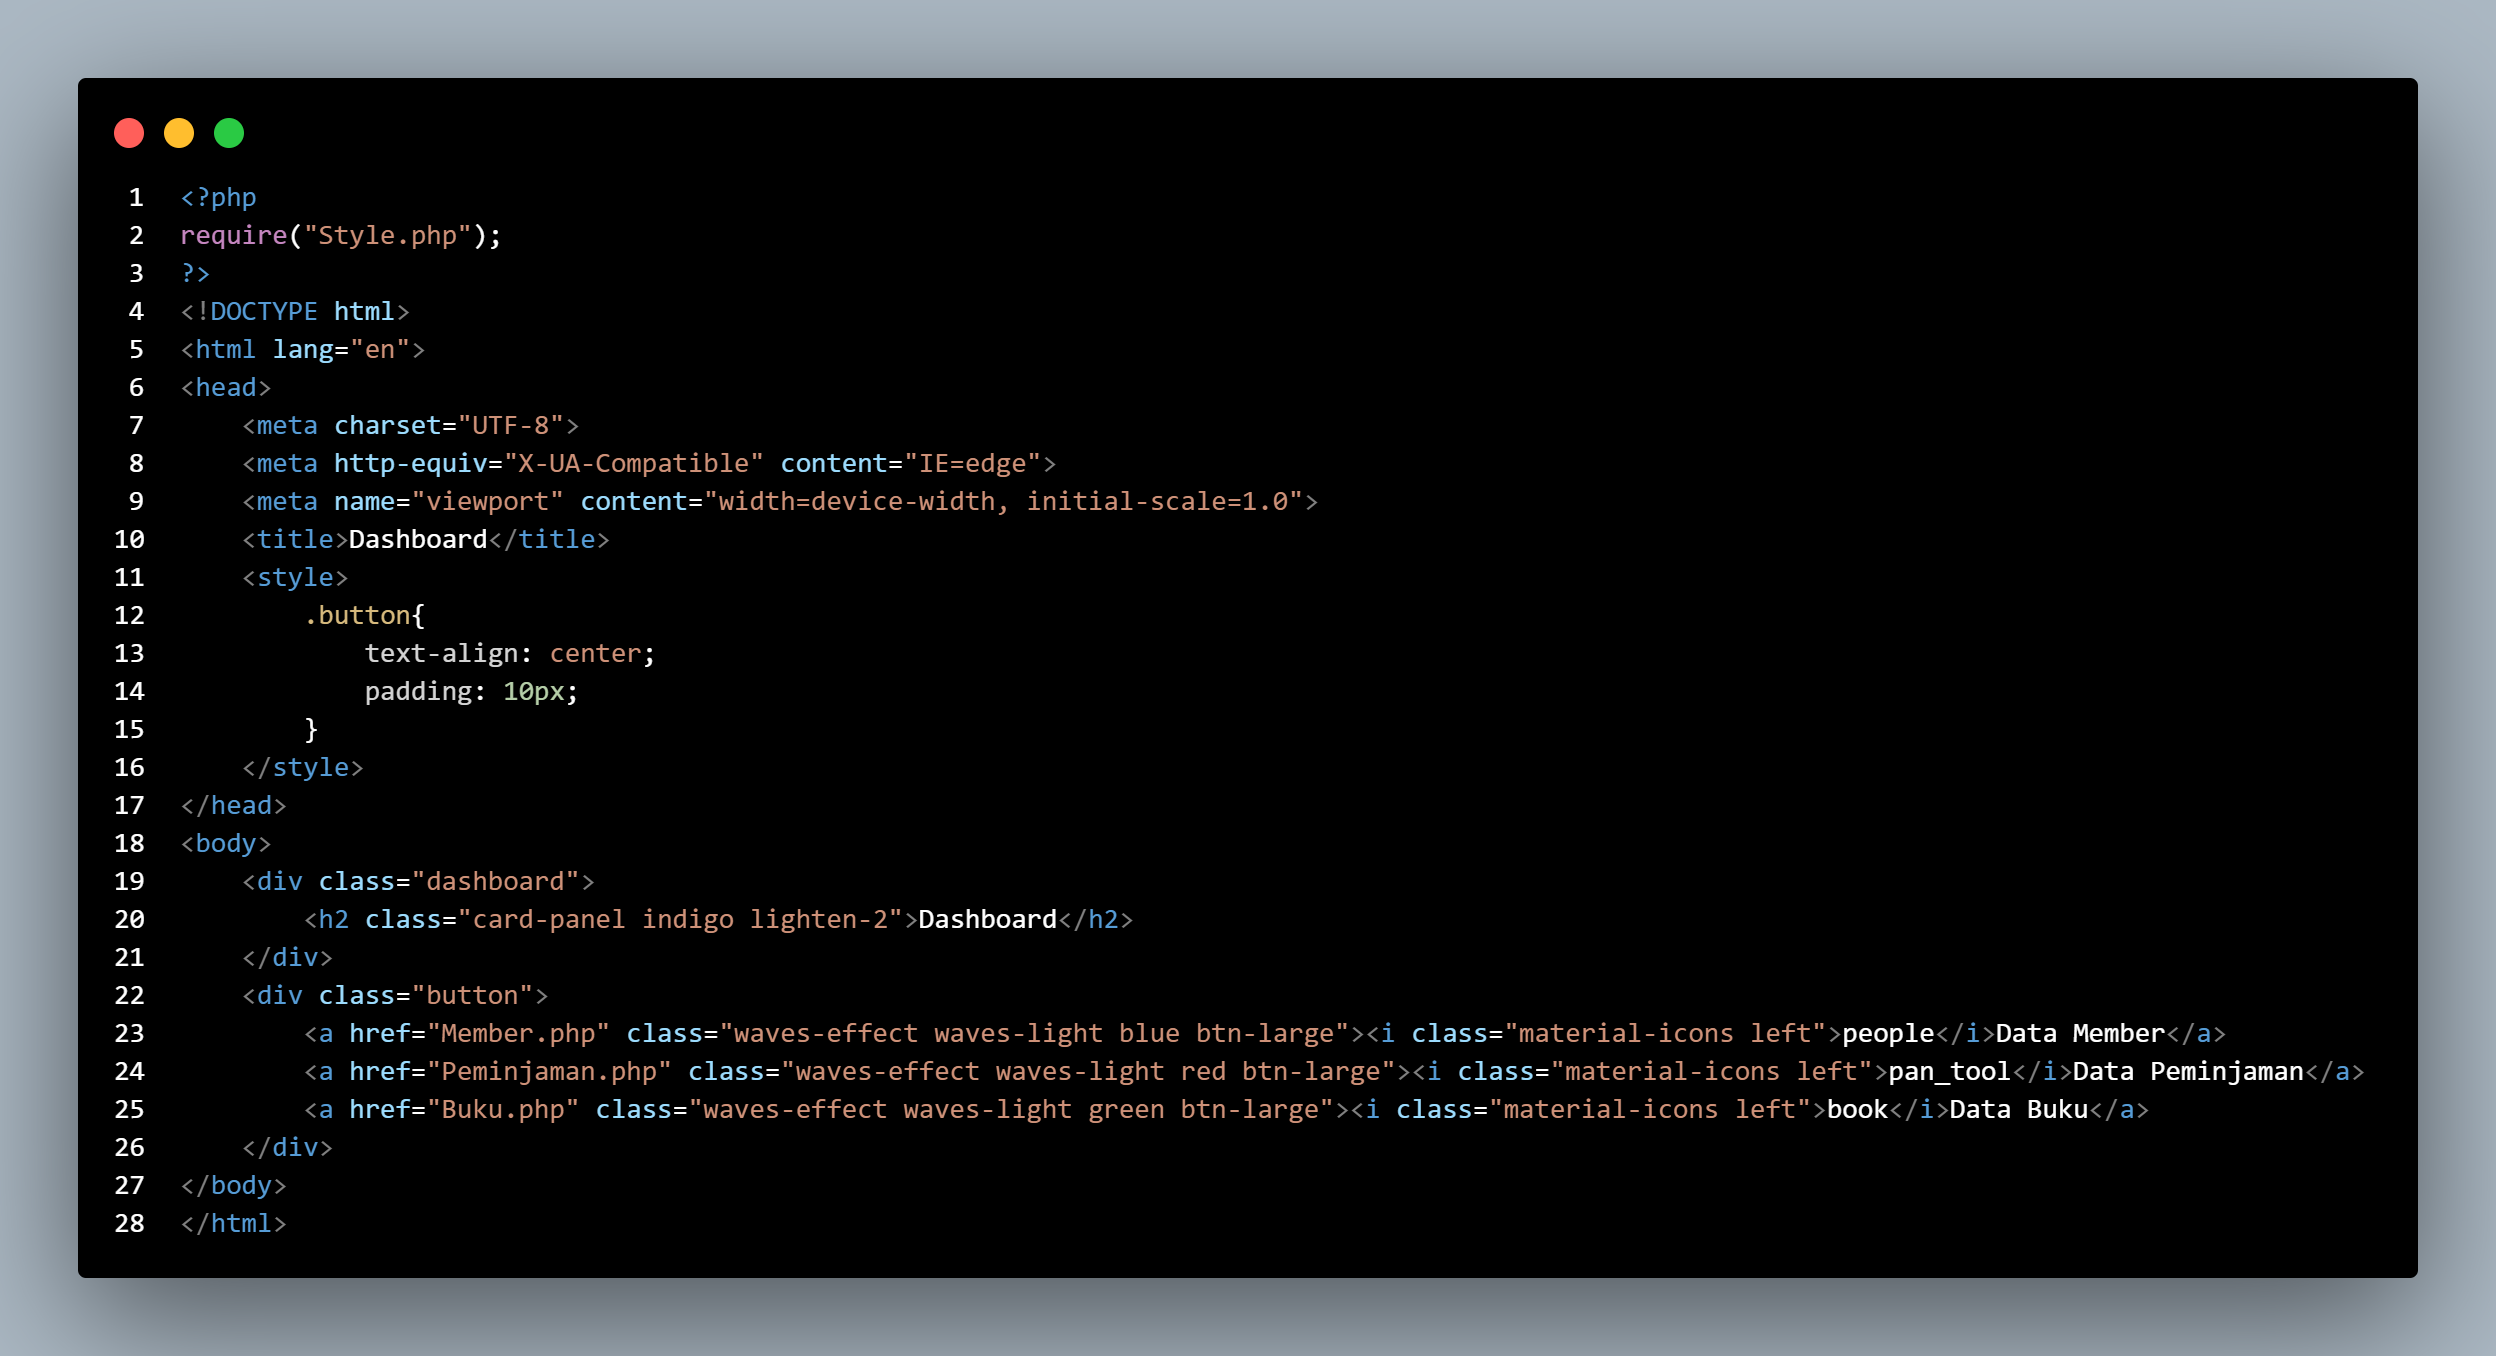 1 <?php
2 require("Style.php");
3 ?>
4 <!DOCTYPE html>
5 <html lang="en">
6 <head>
7     <meta charset="UTF-8">
8     <meta http-equiv="X-UA-Compatible" content="IE=edge">
9     <meta name="viewport" content="width=device-width, initial-scale=1.0">
10     <title>Dashboard</title>
11     <style>
12         .button{
13             text-align: center;
14             padding: 10px;
15         }
16     </style>
17 </head>
18 <body>
19     <div class="dashboard">
20         <h2 class="card-panel indigo lighten-2">Dashboard</h2>
21     </div>
22     <div class="button">
23         <a href="Member.php" class="waves-effect waves-light blue btn-large"><i class="material-icons left">people</i>Data Member</a>
24         <a href="Peminjaman.php" class="waves-effect waves-light red btn-large"><i class="material-icons left">pan_tool</i>Data Peminjaman</a>
25         <a href="Buku.php" class="waves-effect waves-light green btn-large"><i class="material-icons left">book</i>Data Buku</a>
26     </div>
27 </body>
28 </html>